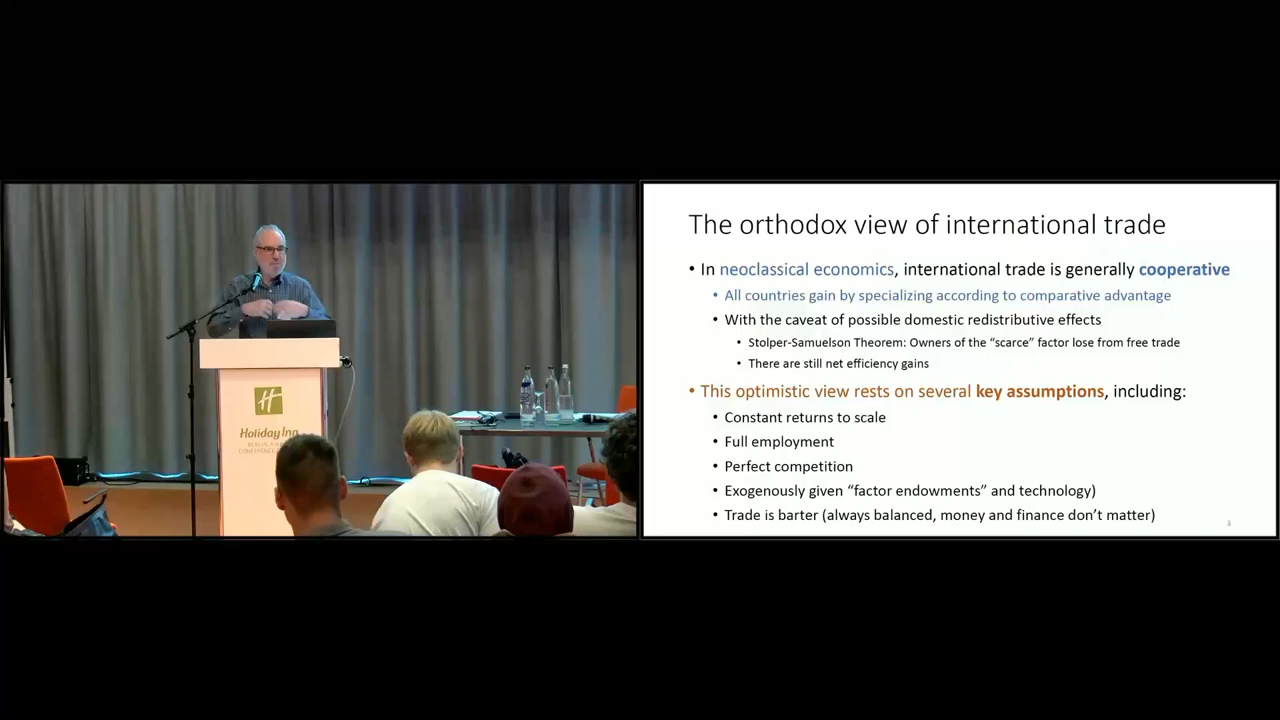 The orthodox view of international trade
• In neoclassical economics, international trade is generally cooperative
• All countries gain by specializing according to comparative advantage
• With the caveat of possible domestic redistributive effects
• Stolper-Samuelson Theorem: Owners of the “scarce” factor lose from free trade
• There are still net efficiency gains
• This optimistic view rests on several key assumptions, including:
• Constant returns to scale
• Full employment
• Perfect competition
• Exogenously given “factor endowments” and technology)
• Trade is barter (always balanced, money and finance don’t matter)
H
Holiday Inn
BERLIN
CONFERENCE